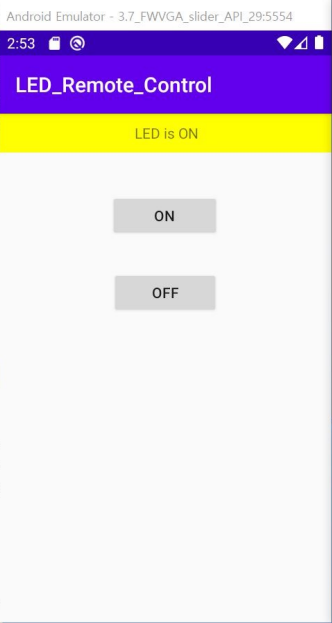 Android Emulator - 3.7_FWVGA_slider_API_29:5554
2:53
LED_Remote_Control
LED is ON
ON
OFF